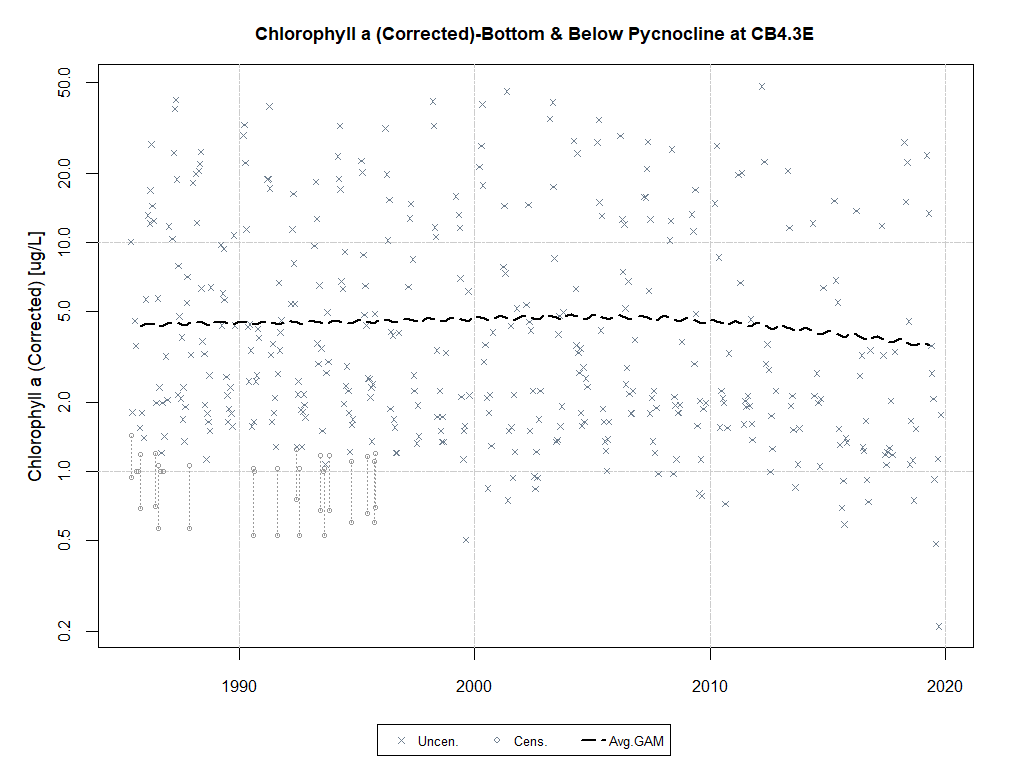 Chlorophyll a (Corrected)-Bottom & Below Pycnocline at CB4.3E
Chlorophyll a (Corrected) [ug/L]
50.0
20.0
10.0
5.0
2.0
1.0
0.5
0.2
1990 2000 2010 2020
Uncen. Cens. Avg.GAM